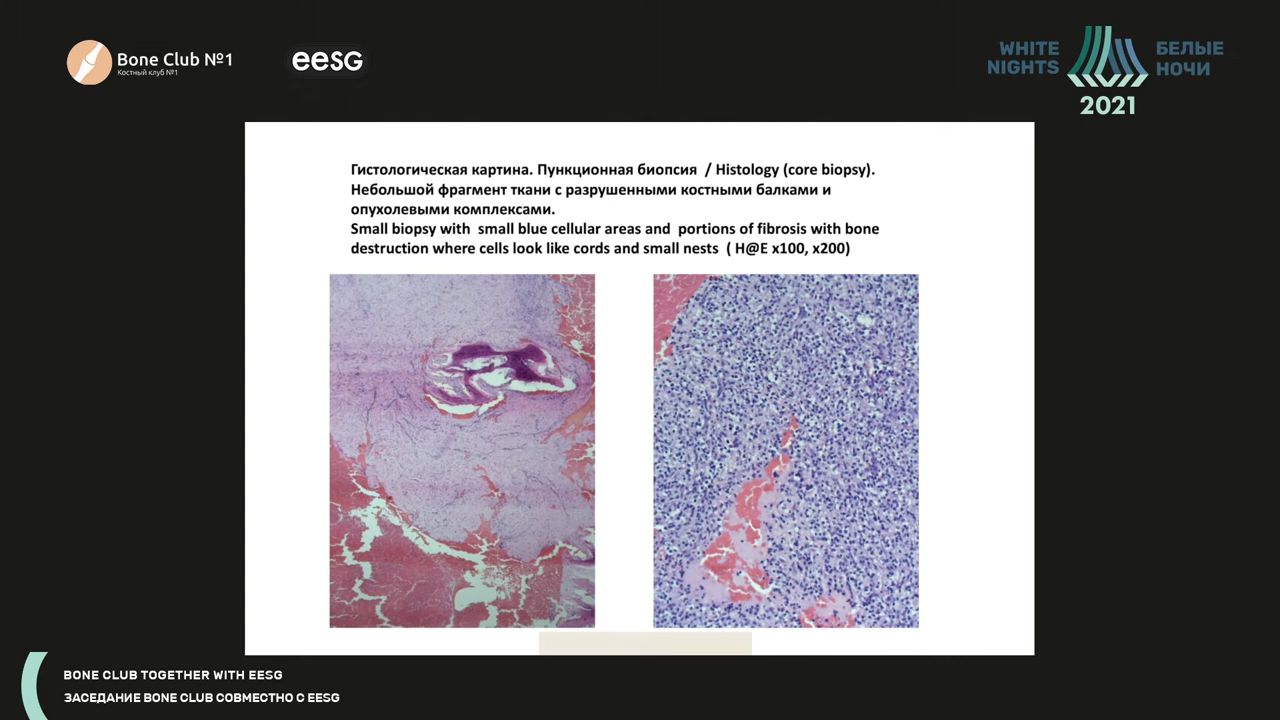 Bone Club №1
Костный клуб №1
eesg
WHITE
NIGHTS
БЕЛЫЕ
НОЧИ
2021
Гистологическая картина. Пункционная биопсия / Histology (core biopsy).
Небольшой фрагмент ткани с разрушенными костными балками и
опухолевыми комплексами.
Small biopsy with small blue cellular areas and portions of fibrosis with bone
destruction where cells look like cords and small nests ( H@E x100, x200)
BONE CLUB TOGETHER WITH EESG
ЗАСЕДАНИЕ BONE CLUB СОВМЕСТНО С EESG